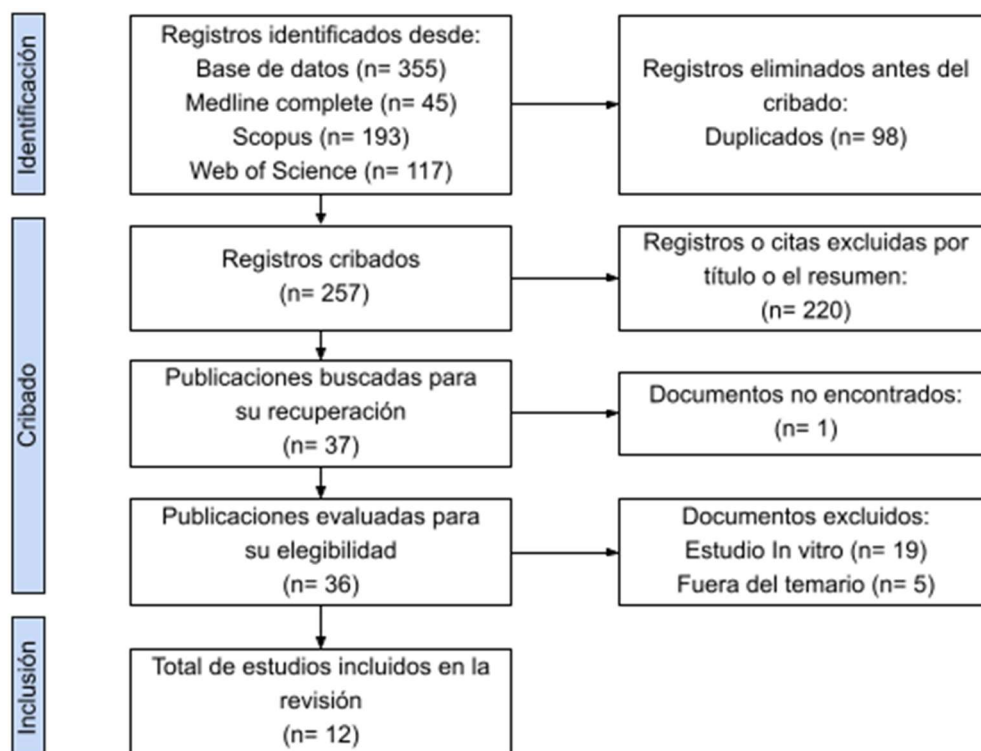 Identificación
Registros identificados desde:
Base de datos (n= 355)
Medline complete (n= 45)
Scopus (n= 193)
Web of Science (n= 117)
Registros eliminados antes del
cribado:
Duplicados (n= 98)
Cribado
Registros cribados
(n= 257)
Registros o citas excluidas por
título o el resumen:
(n= 220)
Publicaciones buscadas para
su recuperación
(n= 37)
Documentos no encontrados:
(n= 1)
Publicaciones evaluadas para
su elegibilidad
(n= 36)
Documentos excluidos:
Estudio In vitro (n= 19)
Fuera del temario (n= 5)
Inclusión
Total de estudios incluidos en la
revisión
(n= 12)